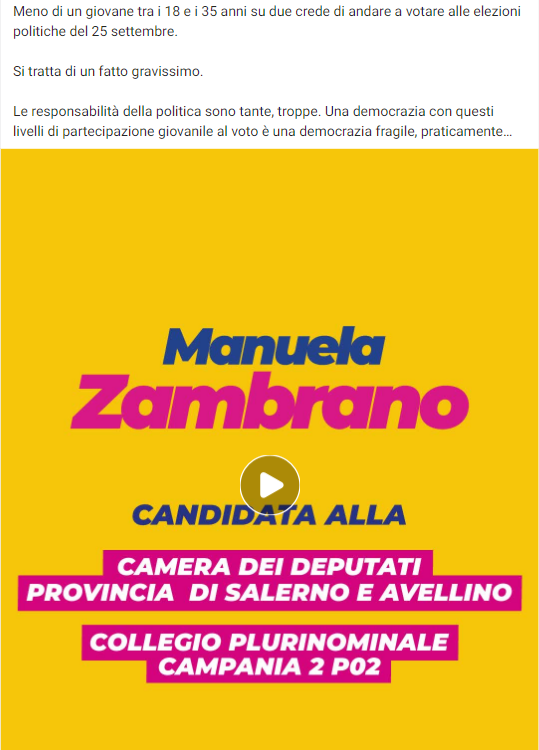 Meno di un giovane tra i 18 e i 35 anni su due crede di andare a votare alle elezioni
politiche del 25 settembre.
Si tratta di un fatto gravissimo.
Le responsabilità della politica sono tante, troppe. Una democrazia con questi
livelli di partecipazione giovanile al voto è una democrazia fragile, praticamente...
Manuela
Zambrano
CANDIDATA ALLA
CAMERA DEI DEPUTATI
PROVINCIA DI SALERNO E AVELLINO
COLLEGIO PLURINOMINALE
CAMPANIA 2 P02